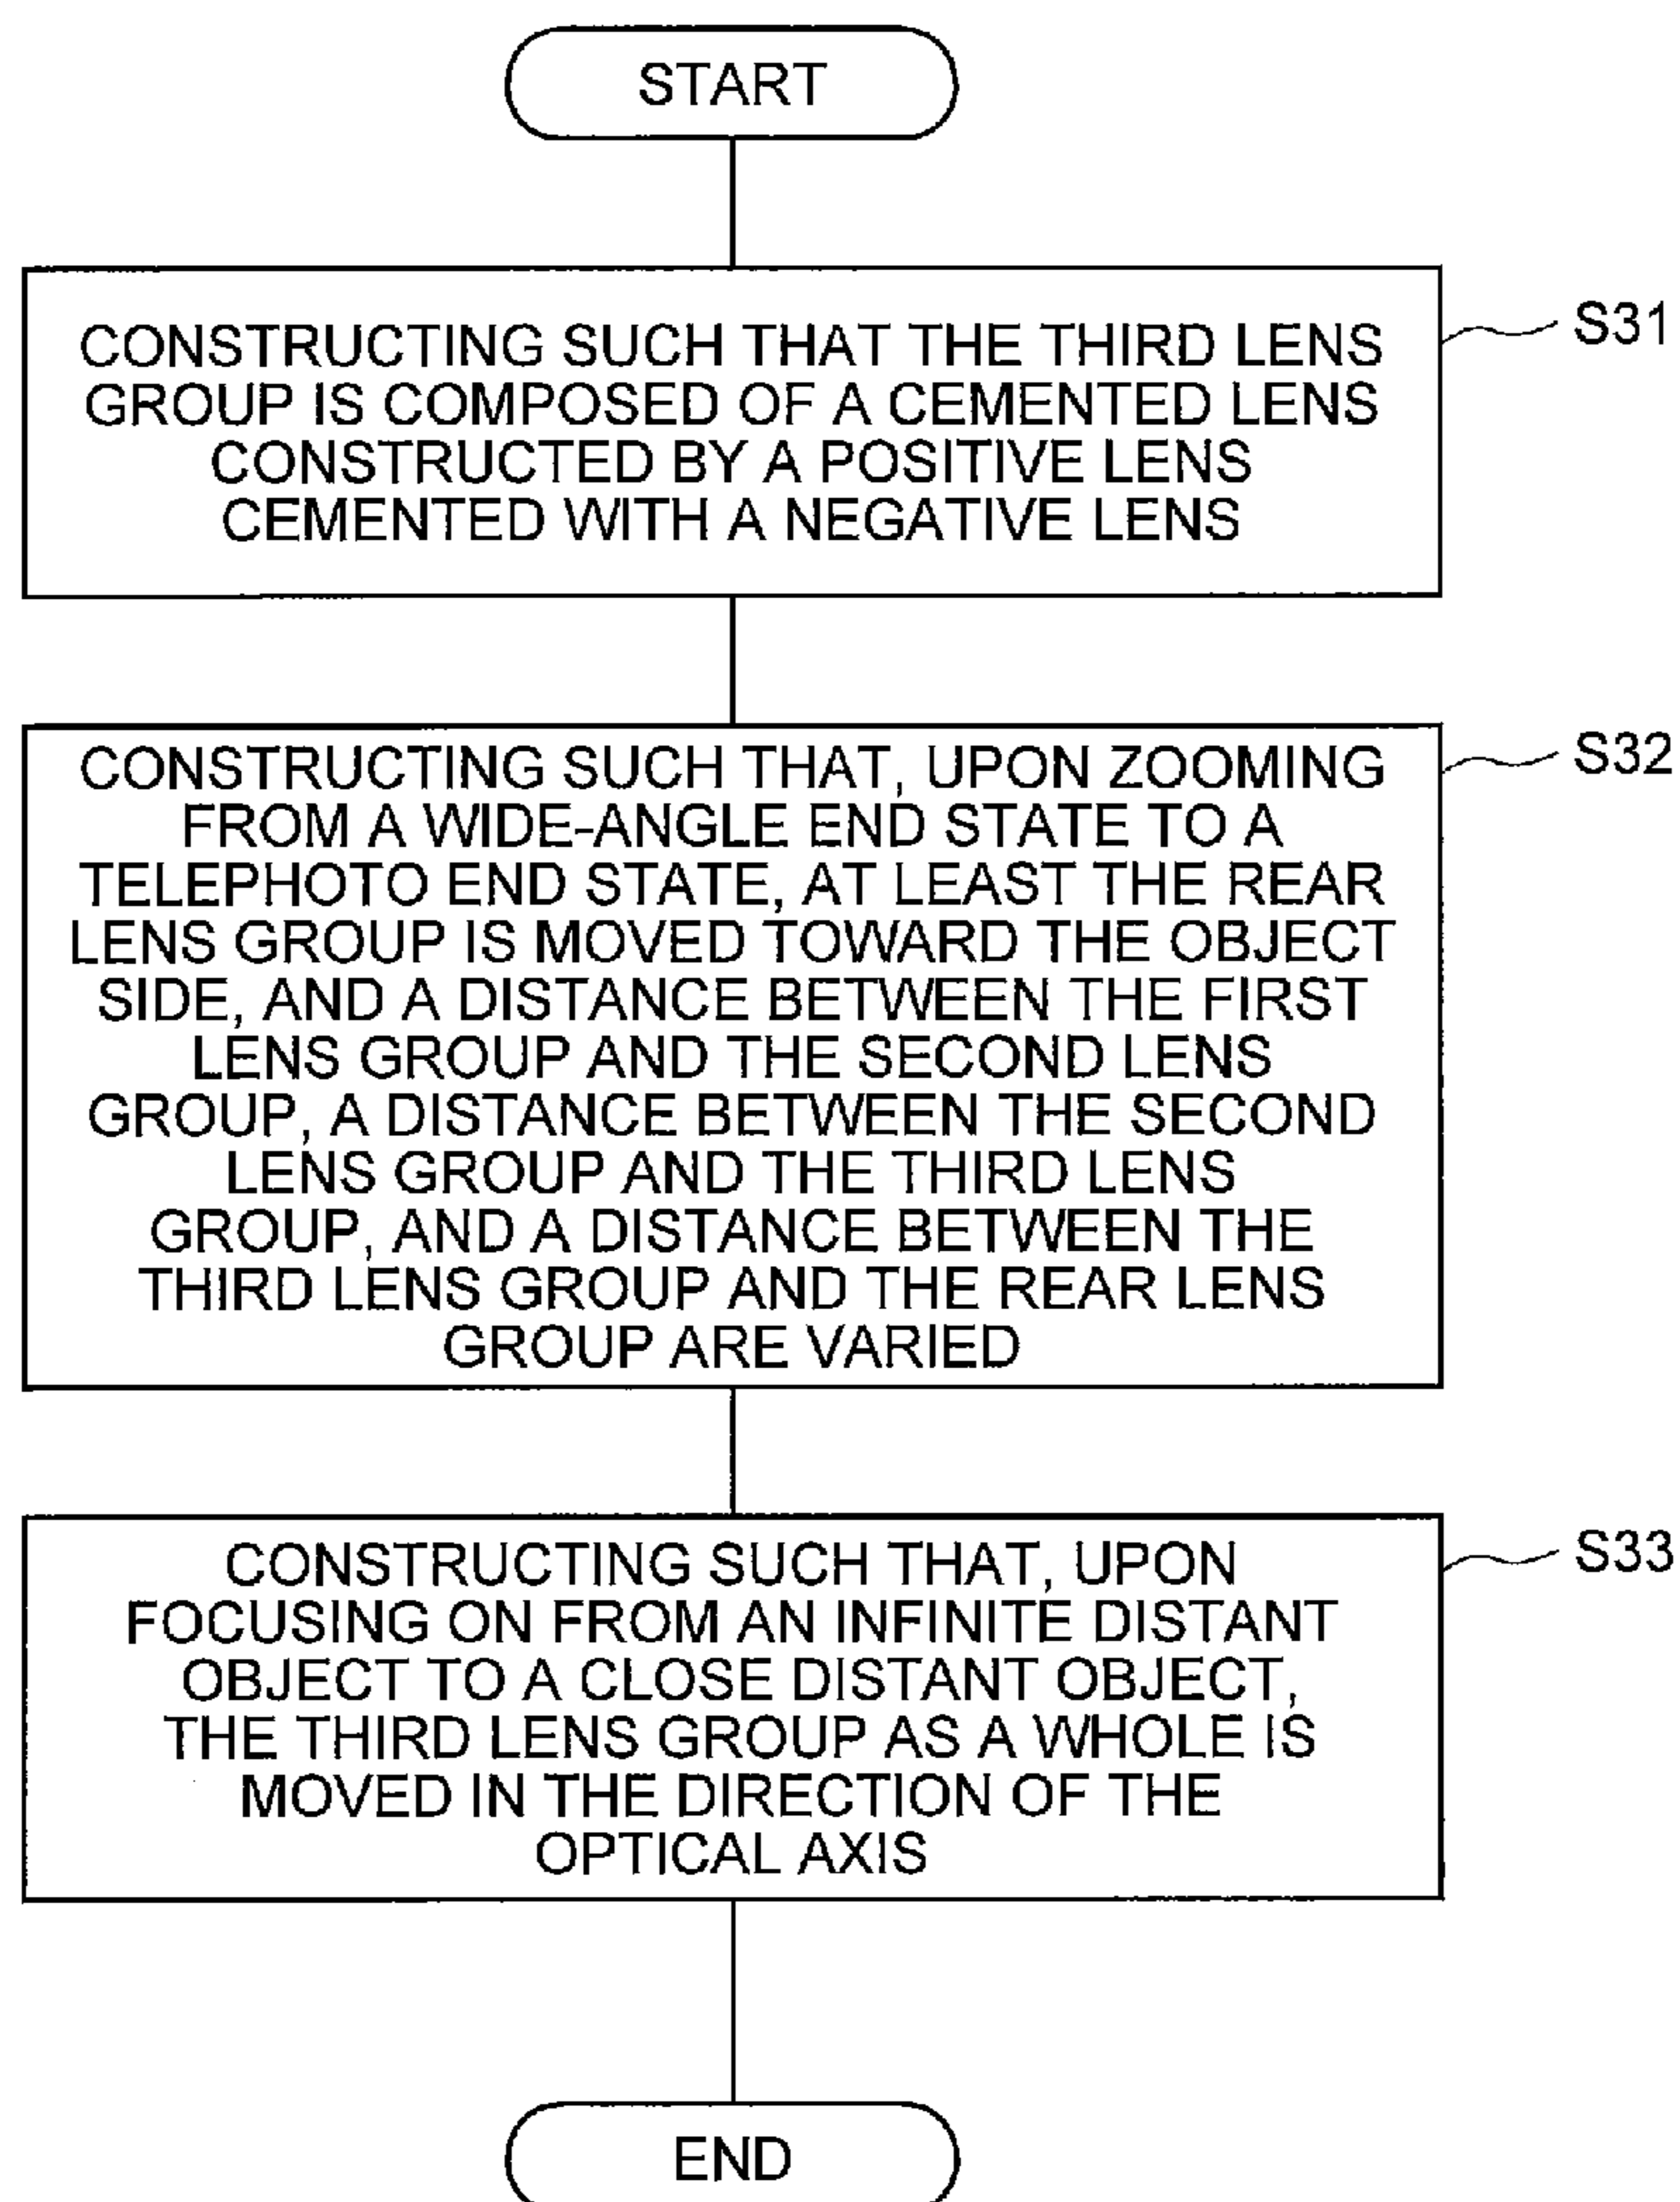 START
CONSTRUCTING SUCH THAT THE THIRD LENS
GROUP IS COMPOSED OF A CEMENTED LENS
CONSTRUCTED BY A POSITIVE LENS
CEMENTED WITH A NEGATIVE LENS
S31
CONSTRUCTING SUCH THAT, UPON ZOOMING
FROM A WIDE-ANGLE END STATE TO A
TELEPHOTO END STATE, AT LEAST THE REAR
LENS GROUP IS MOVED TOWARD THE OBJECT
SIDE, AND A DISTANCE BETWEEN THE FIRST
LENS GROUP AND THE SECOND LENS
GROUP, A DISTANCE BETWEEN THE SECOND
LENS GROUP AND THE THIRD LENS
GROUP, AND A DISTANCE BETWEEN THE
THIRD LENS GROUP AND THE REAR LENS
GROUP ARE VARIED
S32
CONSTRUCTING SUCH THAT, UPON
FOCUSING ON FROM AN INFINITE DISTANT
OBJECT TO A CLOSE DISTANT OBJECT,
THE THIRD LENS GROUP AS A WHOLE IS
MOVED IN THE DIRECTION OF THE
OPTICAL AXIS
S33
END